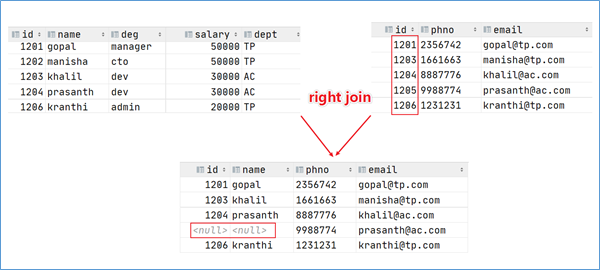 id name deg salary dept
1201 gopal manager 50000 TP
1202 manisha cto 50000 TP
1203 khalil dev 30000 AC
1204 prasanth dev 30000 AC
1206 kranthi admin 20000 TP
id phno email
1201 2356742 gopal@tp.com
1203 1661663 manisha@tp.com
1204 8887776 khalil@ac.com
1205 9988774 prasanth@ac.com
1206 1231231 kranthi@tp.com
right join
id name phno email
1201 gopal 2356742 gopal@tp.com
1203 khalil 1661663 manisha@tp.com
1204 prasanth 8887776 khalil@ac.com
<null> <null> 9988774 prasanth@ac.com
1206 kranthi 1231231 kranthi@tp.com